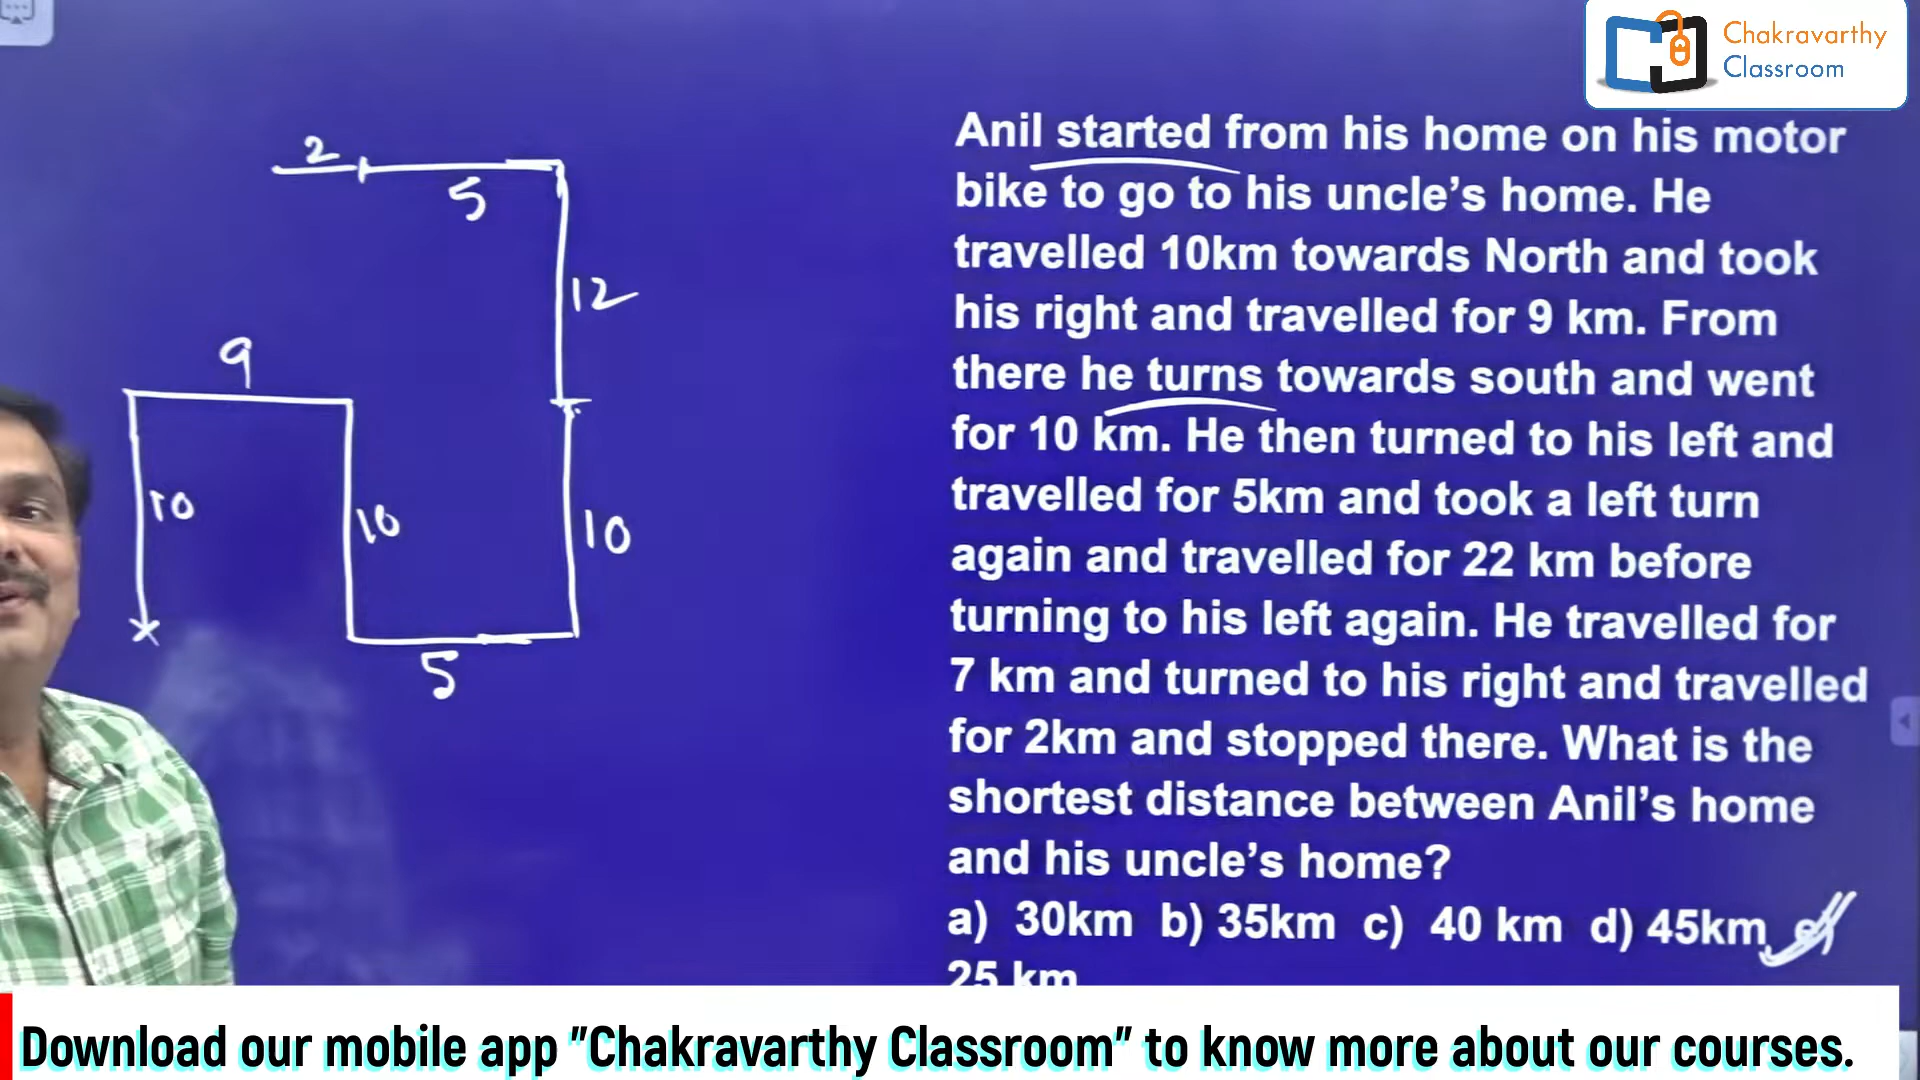 Chakravarthy
Classroom
Anil started from his home on his motor
bike to go to his uncle's home. He
travelled 10km towards North and took
his right and travelled for 9 km. From
there he turns towards south and went
for 10 km. He then turned to his left and
travelled for 5km and took a left turn
again and travelled for 22 km before
turning to his left again. He travelled for
7 km and turned to his right and travelled
for 2km and stopped there. What is the
shortest distance between Anil's home
and his uncle's home?
a) 30km b) 35km c) 40 km d) 45km
25 km
2
5
12
9
10
10
10
5
Download our mobile app "Chakravarthy Classroom" to know more about our courses.